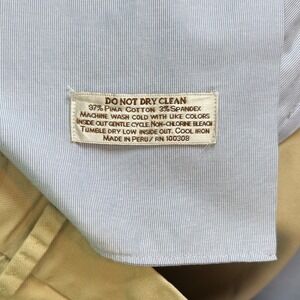 DO NOT DRY CLEAN
97% PIMA COTTON 3% SPANDEX
MACHINE WASH COLD WITH LIKE COLORS
INSIDE OUT GENTLE CYCLE. NON-CHLORINE BLEACH
TUMBLE DRY LOW INSIDE OUT. COOL IRON
MADE IN PERU / RN 100308